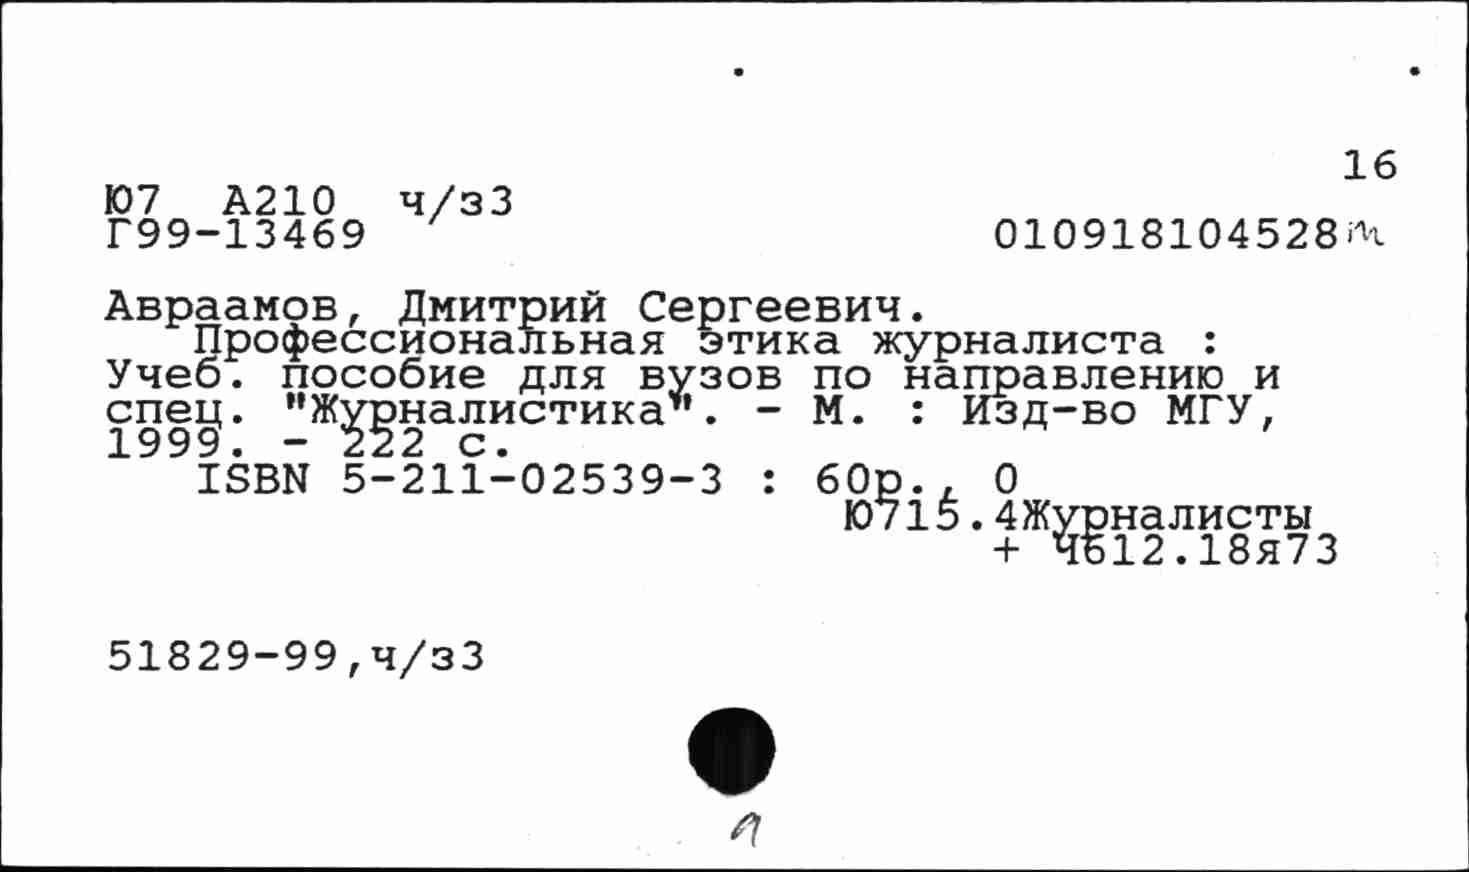 16
Ю7 А210 ч/з3
Г99-13469 010918104528
Авраамов, Дмитрий Сергеевич.
Профессиональная этика журналиста :
Учеб. пособие для вузов по направлению и
спец. "Журналистика". - М. : Изд-во МГУ,
1999. - 222 с.
ISBN 5-211-02539-3 : 60р., 0
Ю715.4Журналисты
+ Ч612.18я73
51829-99,ч/з3